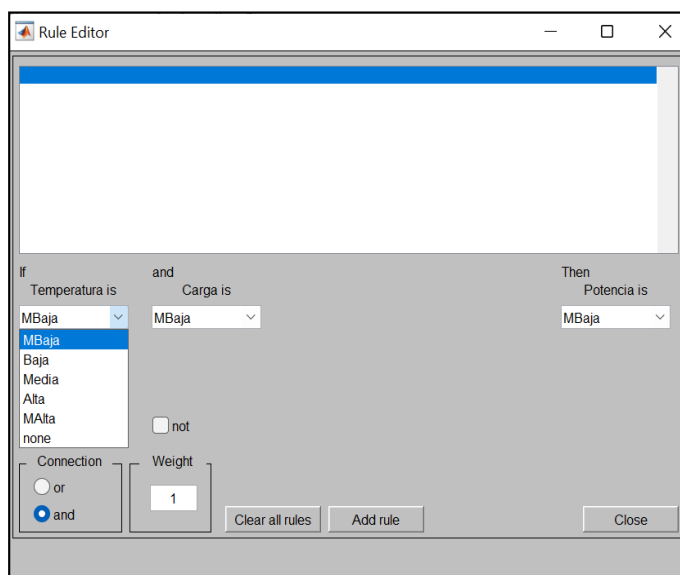 Rule Editor
If and Then
Temperatura is Carga is Potencia is
MBaja MBaja MBaja
MBaja
Baja
Media
Alta
MAlta
none
not
Connection Weight
or
and
1
Clear all rules Add rule Close